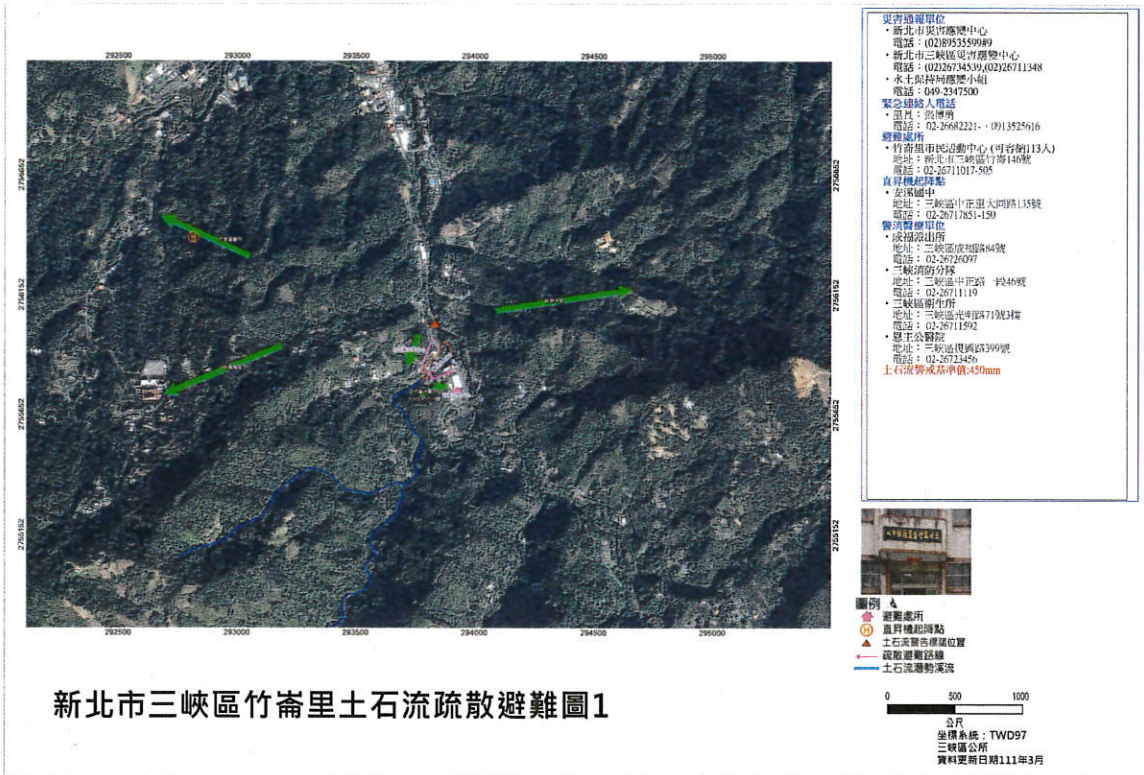 292500 293000 293500 294000 294500 295000
2756652
2756152
2755652
2755152
2756652
2756152
2755652
2755152
292500 293000 293500 294000 294500 295000
災害通報單位
・新北市災害應變中心
電話：(02)89535599#9
・新北市三峽區災害應變中心
電話：(02)26734539,(02)26711348
・水土保持局應變小組
電話：049-2347500
緊急連絡人電話
・里長：張博勇
電話：02-26682221-、0913525616
避難處所
・竹崙里市民活動中心 (可容納113人)
地址：新北市三峽區竹崙146號
電話：02-26711017-505
直昇機起降點
・安溪國中
地址：三峽區中正里大同路135號
電話：02-26717851-150
警消醫療單位
・成福派出所
地址：三峽區成福路84號
電話：02-26726097
・三峽消防分隊
地址：三峽區中正路一段46號
電話：02-26711119
・三峽區衛生所
地址：三峽區光明路71號3樓
電話：02-26711592
・恩主公醫院
地址：三峽區復興路399號
電話：02-26723456
土石流警戒基準值:450mm
圖例
避難處所
H 直昇機起降點
土石流警告標誌位置
疏散避難路線
土石流潛勢溪流
0 500 1000
公尺
坐標系統：TWD97
三峽區公所
資料更新日期111年3月
新北市三峽區竹崙里土石流疏散避難圖1